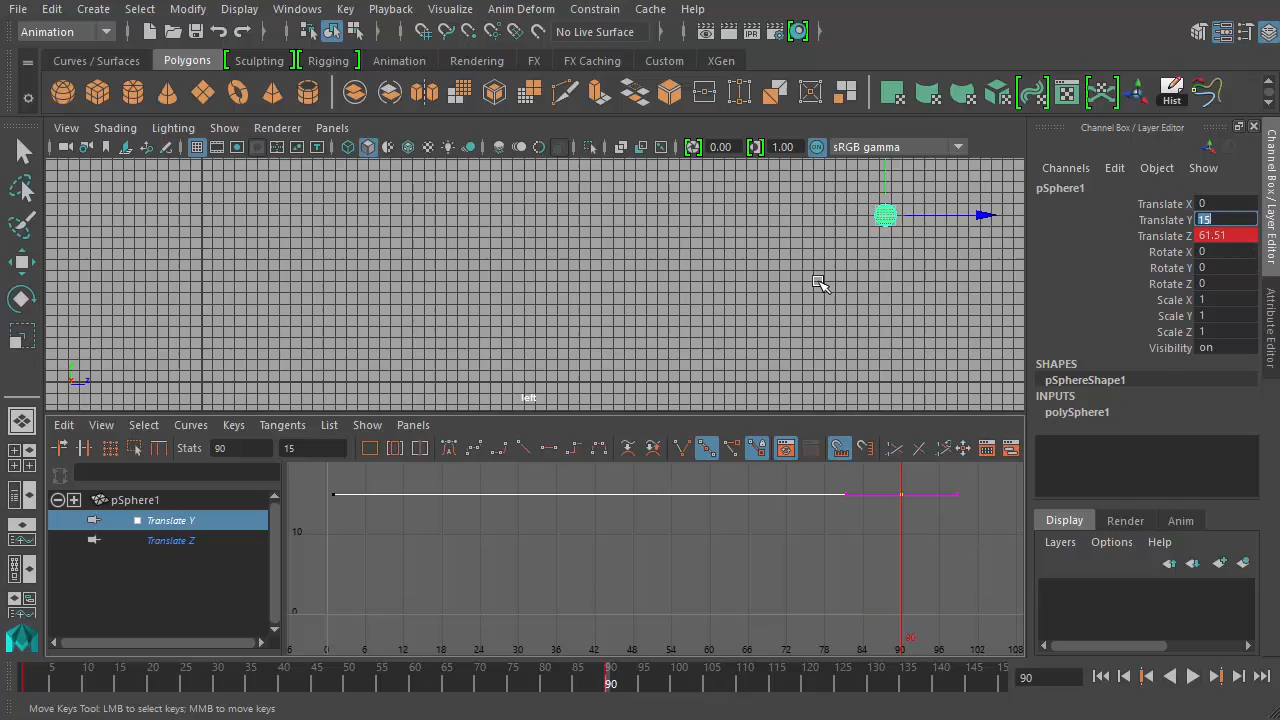 File Edit Create Select Modify Display Windows Key Playback Visualize Anim Deform Constrain Cache Help
Animation No Live Surface
Curves / Surfaces Polygons Sculpting Rigging Animation Rendering FX FX Caching Custom XGen
Hist
View Shading Lighting Show Renderer Panels
0.00 1.00 ON sRGB gamma
Channel Box / Layer Editor
Channels Edit Object Show
pSphere1
Translate X 0
Translate Y 15
Translate Z 61.51
Rotate X 0
Rotate Y 0
Rotate Z 0
Scale X 1
Scale Y 1
Scale Z 1
Visibility on
SHAPES
pSphereShape1
INPUTS
polySphere1
Channel Box / Layer Editor
Attribute Editor
left
Edit View Select Curves Keys Tangents List Show Panels
Stats 90 15
pSphere1
Translate Y
Translate Z
10
0
6 0 6 12 18 24 30 36 42 48 54 60 66 72 78 84 90 96 102 108
90
Display Render Anim
Layers Options Help
5 10 15 20 25 30 35 40 45 50 55 60 65 70 75 80 85 90 95 100 105 110 115 120 125 130 135 140 145 15
90
90
Move Keys Tool: LMB to select keys; MMB to move keys